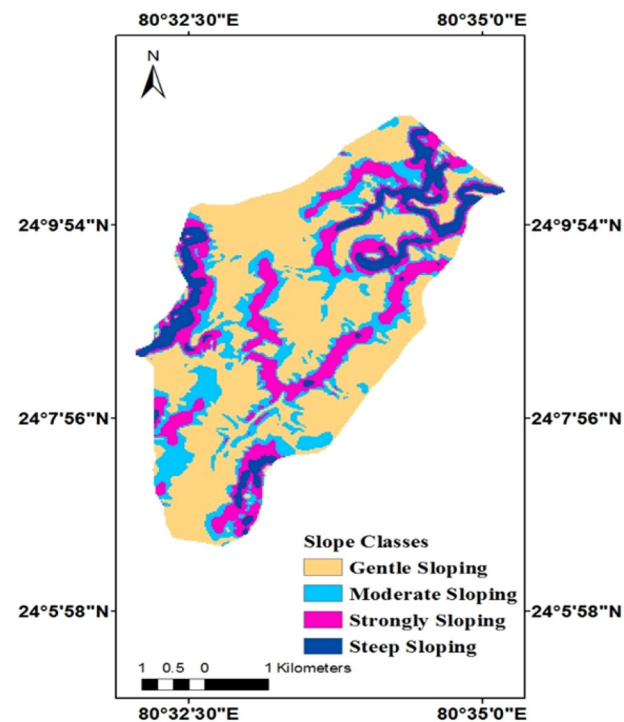 80°32'30"E 80°35'0"E
N
24°9'54"N 24°9'54"N
24°7'56"N 24°7'56"N
Slope Classes
Gentle Sloping
Moderate Sloping
24°5'58"N 24°5'58"N
Strongly Sloping
Steep Sloping
1 0.5 0 1 Kilometers
80°32'30"E 80°35'0"E